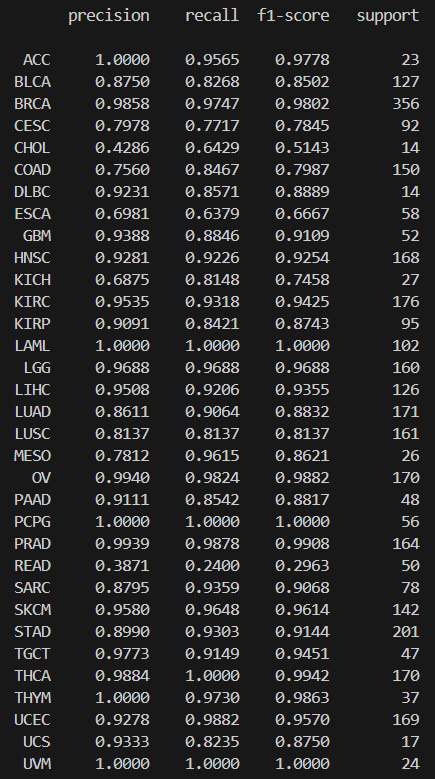 precision recall f1-score support
ACC 1.0000 0.9565 0.9778 23
BLCA 0.8750 0.8268 0.8502 127
BRCA 0.9858 0.9747 0.9802 356
CESC 0.7978 0.7717 0.7845 92
CHOL 0.4286 0.6429 0.5143 14
COAD 0.7560 0.8467 0.7987 150
DLBC 0.9231 0.8571 0.8889 14
ESCA 0.6981 0.6379 0.6667 58
GBM 0.9388 0.8846 0.9109 52
HNSC 0.9281 0.9226 0.9254 168
KICH 0.6875 0.8148 0.7458 27
KIRC 0.9535 0.9318 0.9425 176
KIRP 0.9091 0.8421 0.8743 95
LAML 1.0000 1.0000 1.0000 102
LGG 0.9688 0.9688 0.9688 160
LIHC 0.9508 0.9206 0.9355 126
LUAD 0.8611 0.9064 0.8832 171
LUSC 0.8137 0.8137 0.8137 161
MESO 0.7812 0.9615 0.8621 26
OV 0.9940 0.9824 0.9882 170
PAAD 0.9111 0.8542 0.8817 48
PCPG 1.0000 1.0000 1.0000 56
PRAD 0.9939 0.9878 0.9908 164
READ 0.3871 0.2400 0.2963 50
SARC 0.8795 0.9359 0.9068 78
SKCM 0.9580 0.9648 0.9614 142
STAD 0.8990 0.9303 0.9144 201
TGCT 0.9773 0.9149 0.9451 47
THCA 0.9884 1.0000 0.9942 170
THYM 1.0000 0.9730 0.9863 37
UCEC 0.9278 0.9882 0.9570 169
UCS 0.9333 0.8235 0.8750 17
UVM 1.0000 1.0000 1.0000 24